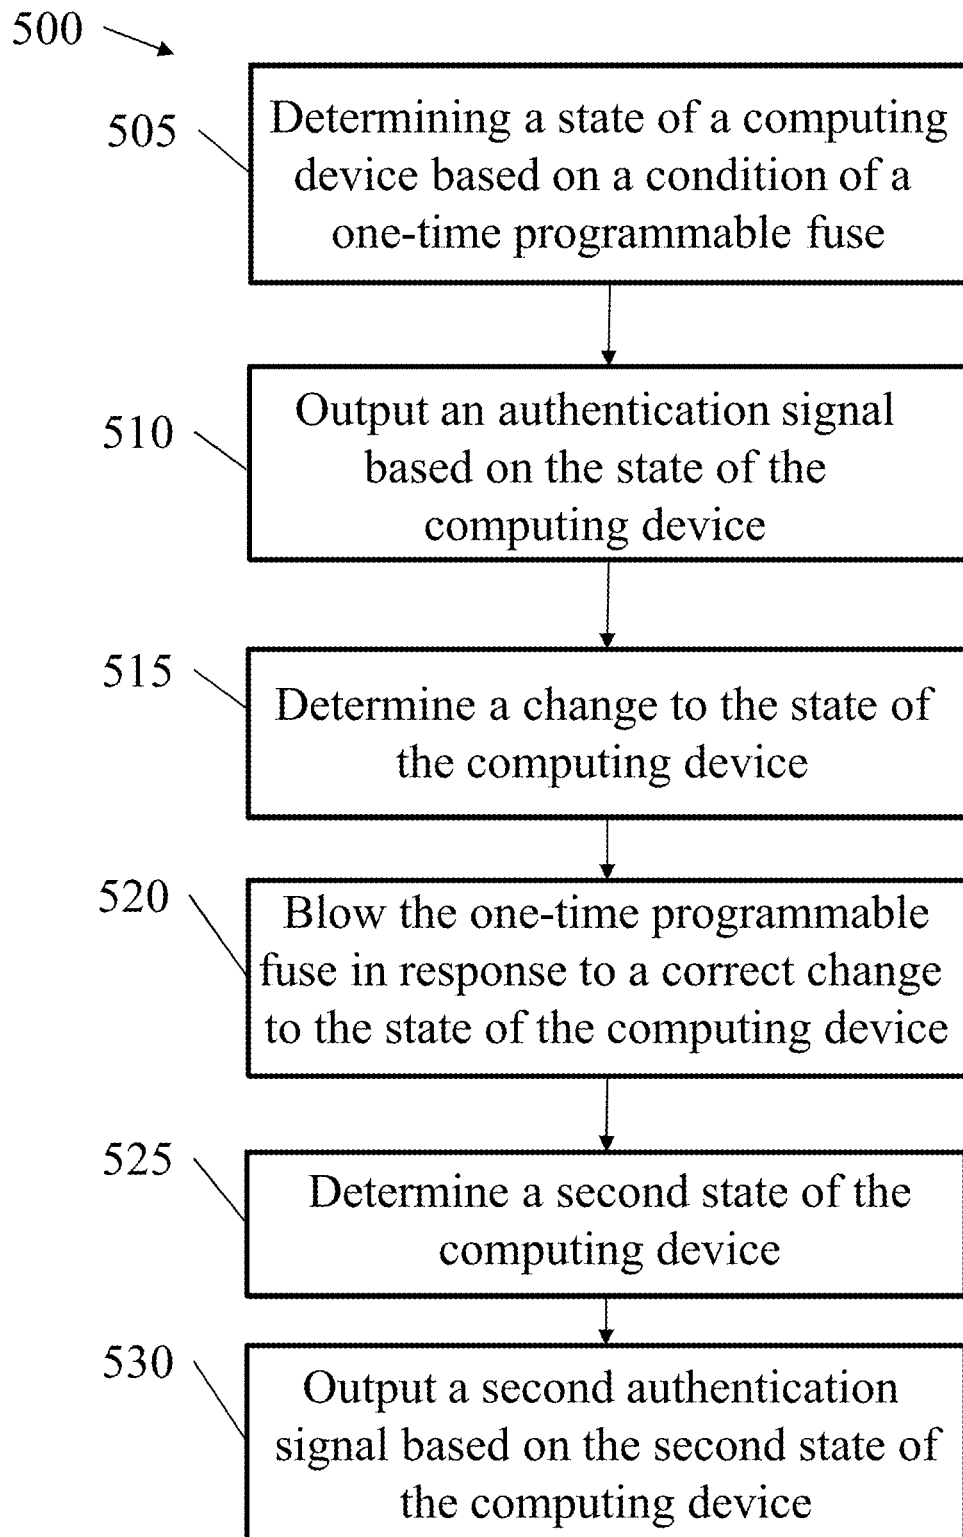 500
505
Determining a state of a computing
device based on a condition of a
one-time programmable fuse
510
Output an authentication signal
based on the state of the
computing device
515
Determine a change to the state of
the computing device
520
Blow the one-time programmable
fuse in response to a correct change
to the state of the computing device
525
Determine a second state of the
computing device
530
Output a second authentication
signal based on the second state of
the computing device